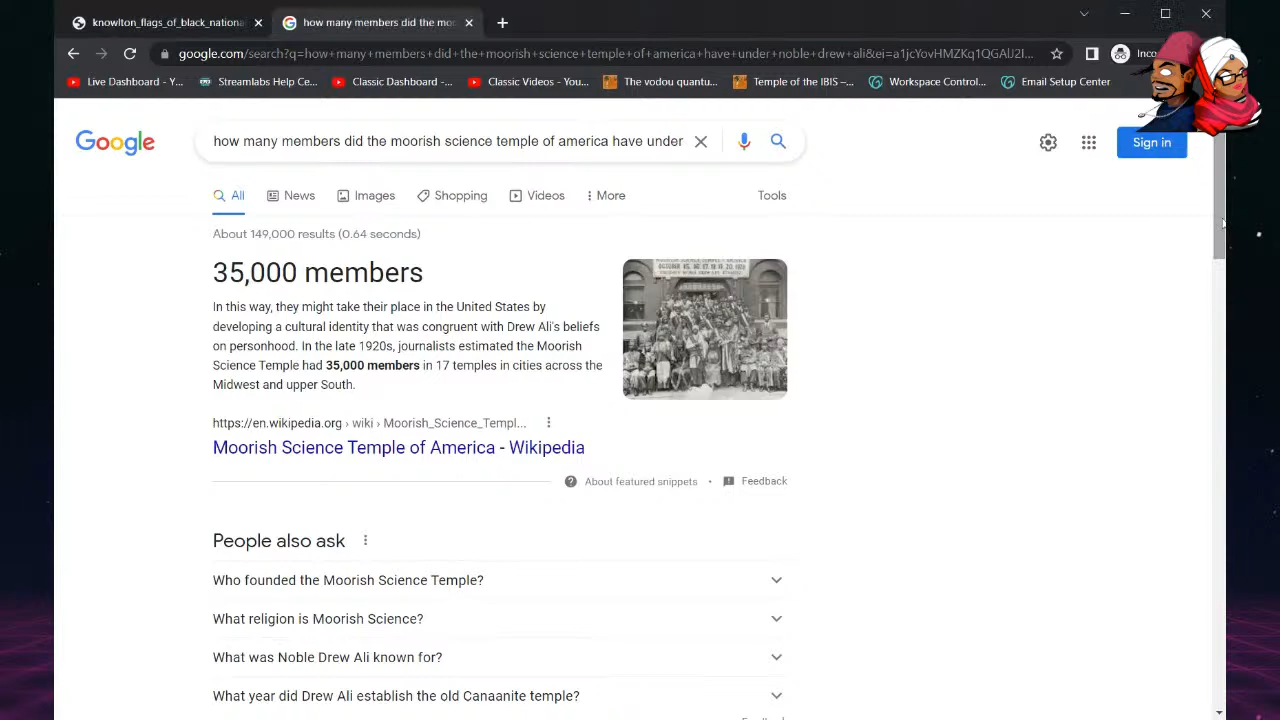 knowlton_flags_of_black_nationa
how many members did the moo
google.com/search?q=how+many+members+did+the+moorish+science+temple+of+america+have+under+noble+drew+ali&ei=
Live Dashboard - Y...
Streamlabs Help Ce...
Classic Dashboard -...
Classes - You...
The vodou quantu...
Temple of the IBIS –...
Email Setup Center
Google
how many members did the moorish science temple of america have under
Sign in
All
News
Images
Shopping
Videos
More
Tools
About 149,000 results (0.64 seconds)
35,000 members
In this way, they might take their place in the United States by
developing a cultural identity that was congruent with Drew Ali's beliefs
on personhood. In the late 1920s, journalists estimated the Moorish
Science Temple had 35,000 members in 17 temples in cities across the
Midwest and upper South.
https://en.wikipedia.org › wiki › Moorish_Science_Templ...
Moorish Science Temple of America - Wikipedia
About featured snippets
Feedback
People also ask
Who founded the Moorish Science Temple?
What religion is Moorish Science?
What was Noble Drew Ali known for?
What year did Drew Ali establish the old Canaanite temple?